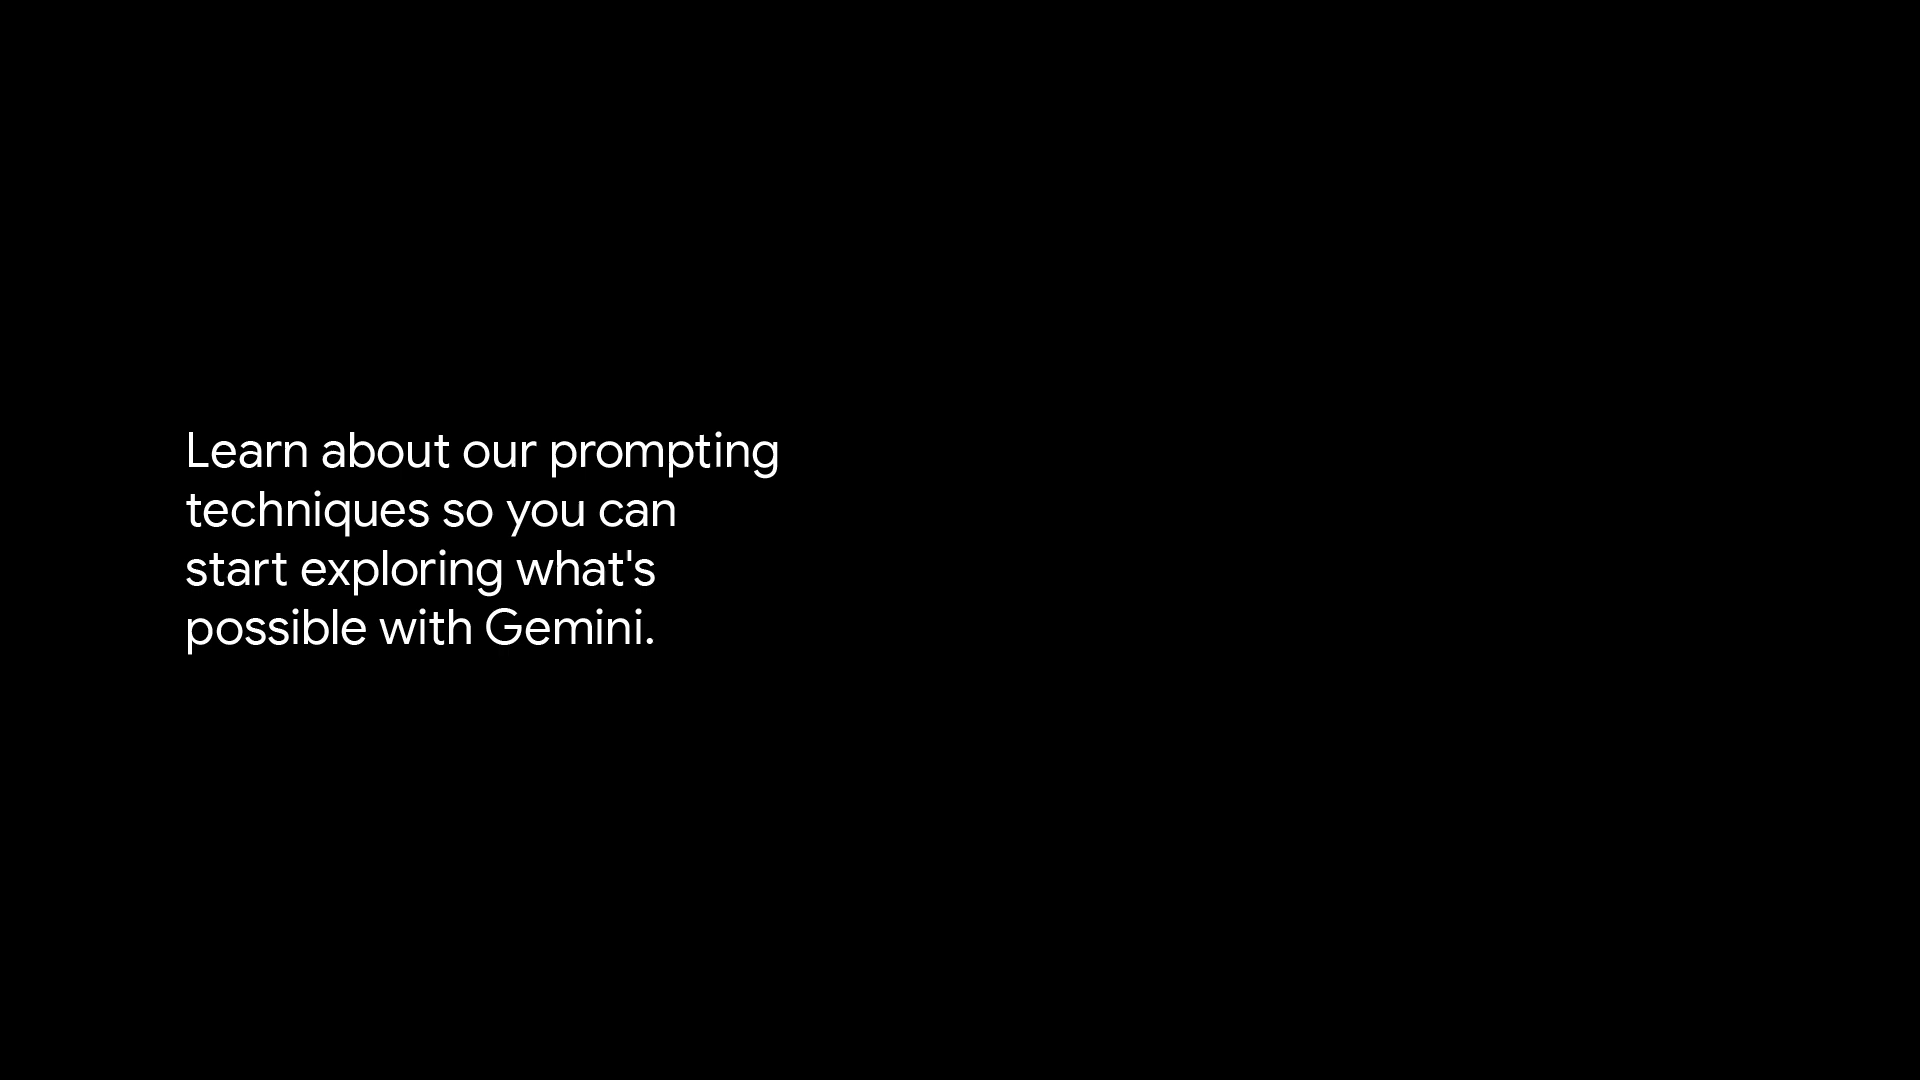 Learn about our prompting
techniques so you can
start exploring what's
possible with Gemini.